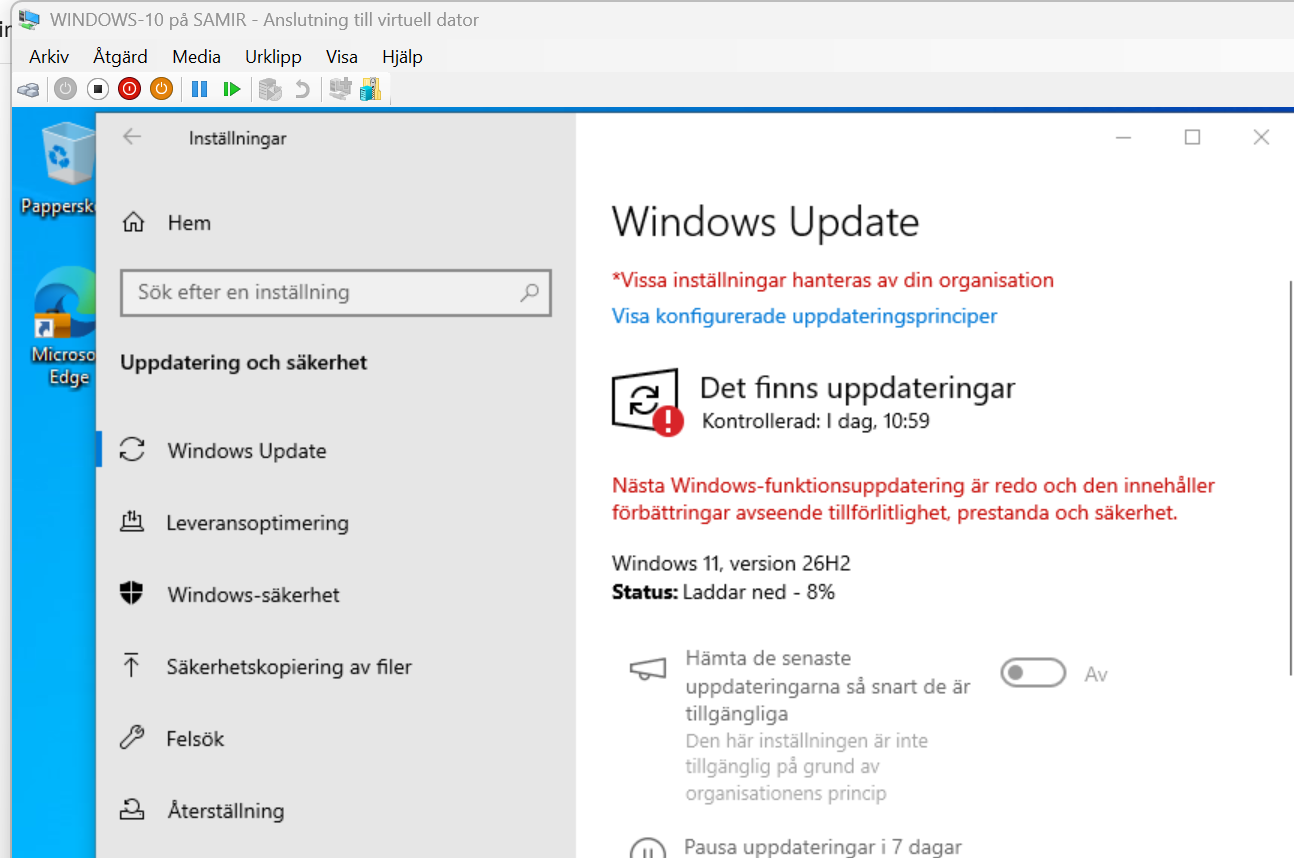 WINDOWS-10 på SAMIR - Anslutning till virtuell dator
Arkiv Åtgärd Media Urklipp Visa Hjälp
Inställningar
Hem
Sök efter en inställning
Uppdatering och säkerhet
Windows Update
Leveransoptimering
Windows-säkerhet
Säkerhetskopiering av filer
Felsök
Återställning
Microso
Edge
Windows Update
*Vissa inställningar hanteras av din organisation
Visa konfigurerade uppdateringsprinciper
Det finns uppdateringar
Kontrollerad: I dag, 10:59
Nästa Windows-funktionsuppdatering är redo och den innehåller
förbättringar avseende tillförlitlighet, prestanda och säkerhet.
Windows 11, version 26H2
Status: Laddar ned - 8%
Hämta de senaste
uppdateringarna så snart de är
tillgängliga
Av
Den här inställningen är inte
tillgänglig på grund av
organisationens princip
Pausa uppdateringar i 7 dagar